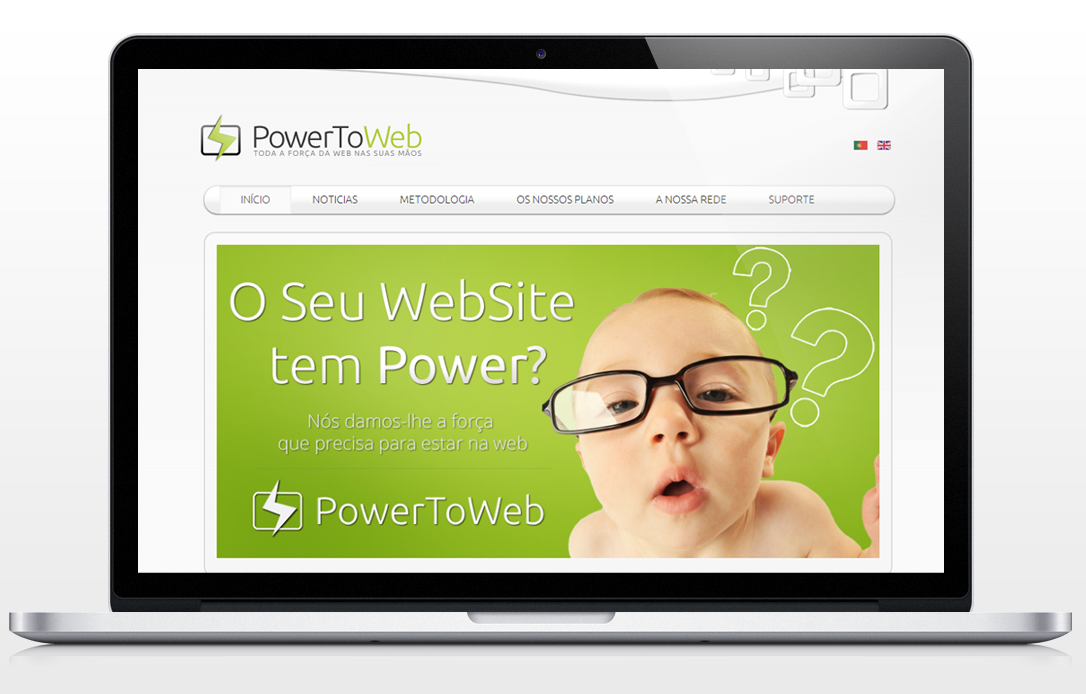 PowerToWeb
TODA A FORÇA DA WEB NAS SUAS MÃOS
INÍCIO NOTICIAS METODOLOGIA OS NOSSOS PLANOS A NOSSA REDE SUPORTE
O Seu WebSite
tem Power?
Nós damos-lhe a força
que precisa para estar na web
PowerToWeb
? ?